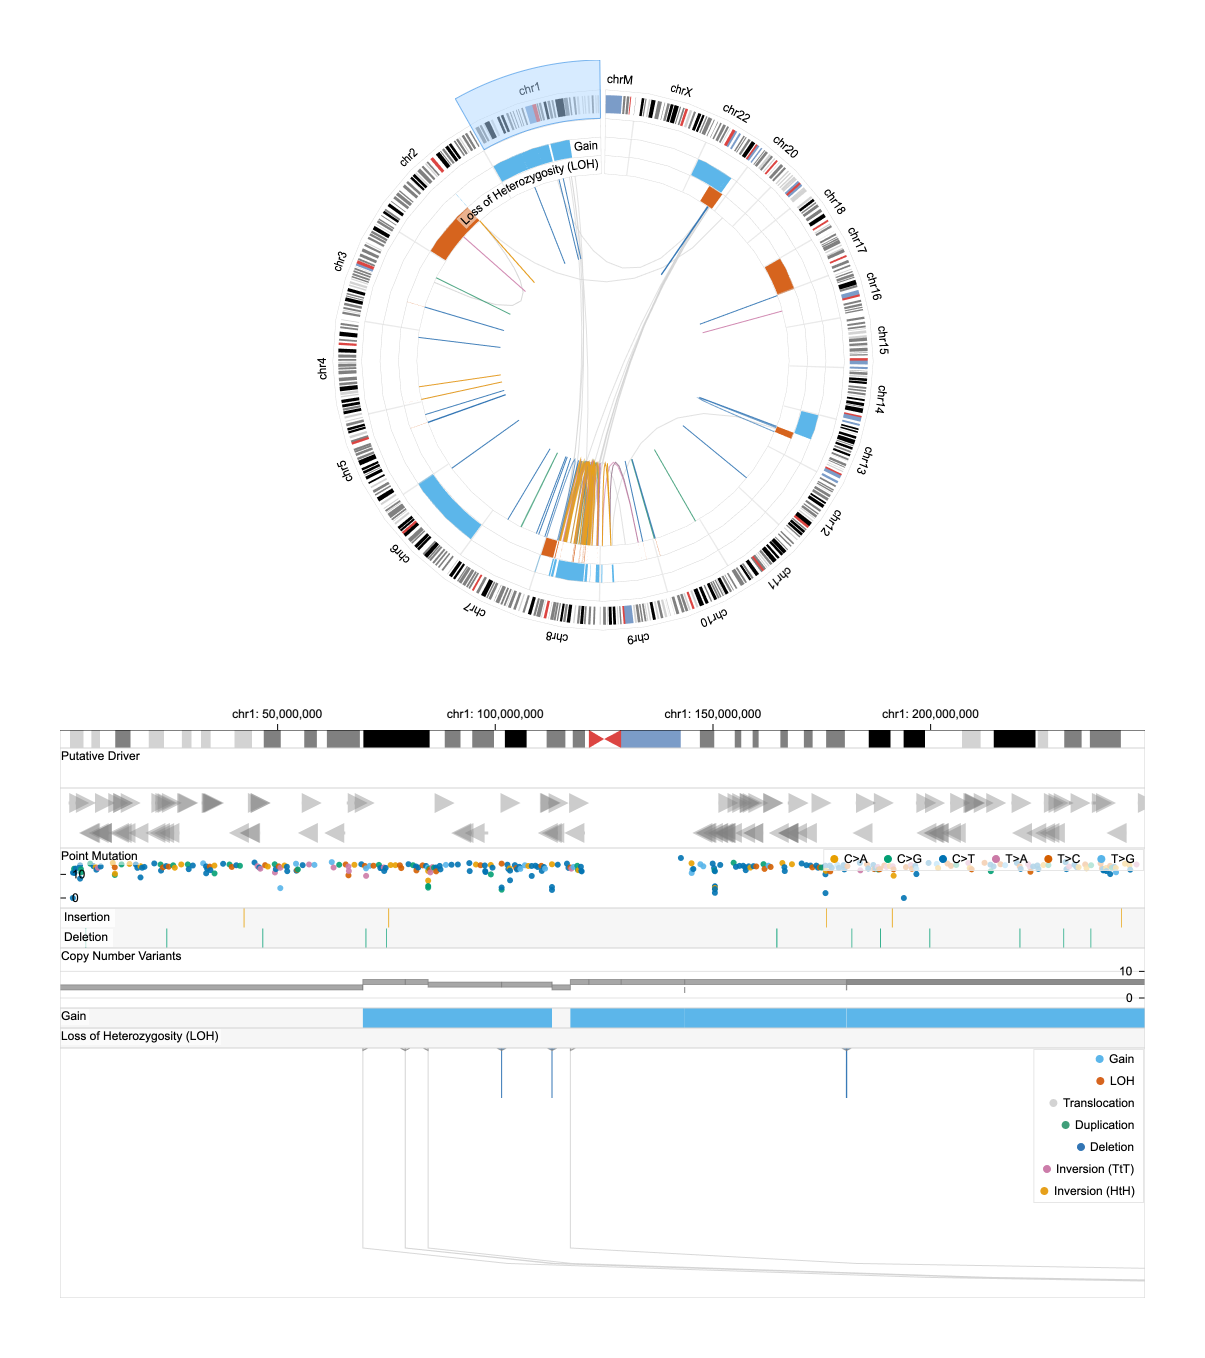 chrM
chrX
chr22
chr20
chr18
chr17
chr16
chr15
chr14
chr13
chr12
chr11
chr10
chr9
chr8
chr7
chr6
chr5
chr4
chr3
chr2
chr1
Gain
Loss of Heterozygosity (LOH)
chr1: 50,000,000 chr1: 100,000,000 chr1: 150,000,000 chr1: 200,000,000
Putative Driver
Point Mutation
C>A C>G C>T T>A T>C T>G
10
0
Insertion
Deletion
Copy Number Variants
10
0
Gain
Loss of Heterozygosity (LOH)
Gain
LOH
Translocation
Duplication
Deletion
Inversion (TtT)
Inversion (HtH)